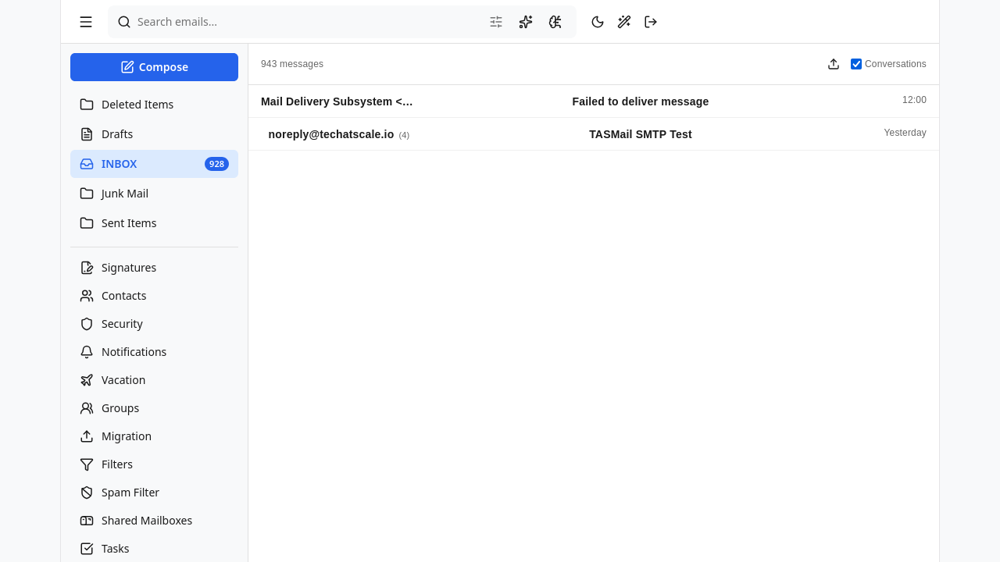 Search emails...
Compose
Deleted Items
Drafts
INBOX 928
Junk Mail
Sent Items
Signatures
Contacts
Security
Notifications
Vacation
Groups
Migration
Filters
Spam Filter
Shared Mailboxes
Tasks
943 messages Conversations
Mail Delivery Subsystem <... Failed to deliver message 12:00
noreply@techatscale.io (4) TASMail SMTP Test Yesterday